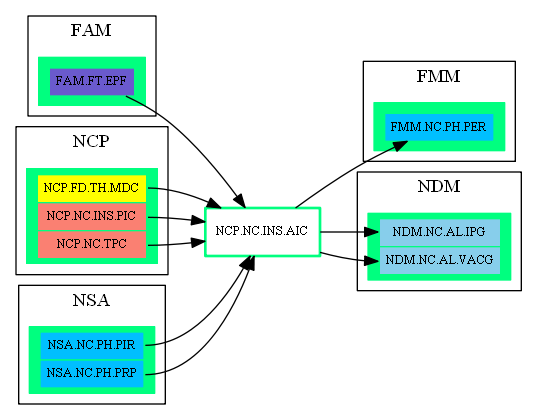 FAM
FAM.FT.EPF
NCP
NCP.FD.TH.MDC
NCP.NC.INS.PIC
NCP.NC.TPC
NSA
NSA.NC.PH.PIR
NSA.NC.PH.PRP
NCP.NC.INS.AIC
FMM
FMM.NC.PH.PER
NDM
NDM.NC.AL.IPG
NDM.NC.AL.VACG